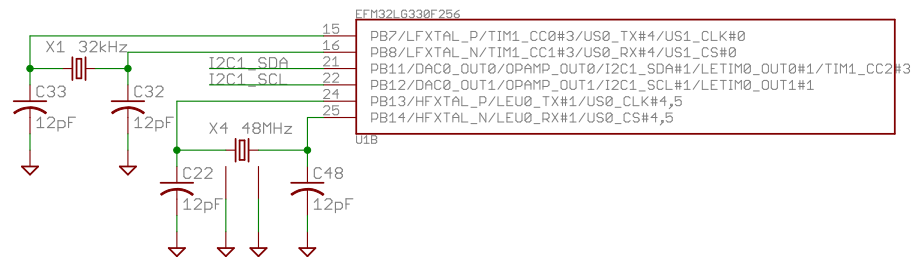 EFM32LG330F256
15 PB7/LFXTAL_P/TIM1_CC0#3/US0_TX#4/US1_CLK#0
X1 32kHz
16 PB8/LFXTAL_N/TIM1_CC1#3/US0_RX#4/US1_CS#0
I2C1_SDA 21 PB11/DAC0_OUT0/OPAMP_OUT0/I2C1_SDA#1/LETIM0_OUT0#1/TIM1_CC2#3
I2C1_SCL 22 PB12/DAC0_OUT1/OPAMP_OUT1/I2C1_SCL#1/LETIM0_OUT1#1
C33 C32 24 PB13/HFXTAL_P/LEU0_TX#1/US0_CLK#4,5
25 PB14/HFXTAL_N/LEU0_RX#1/US0_CS#4,5
12pF 12pF
X4 48MHz
U1B
C22 C48
12pF 12pF